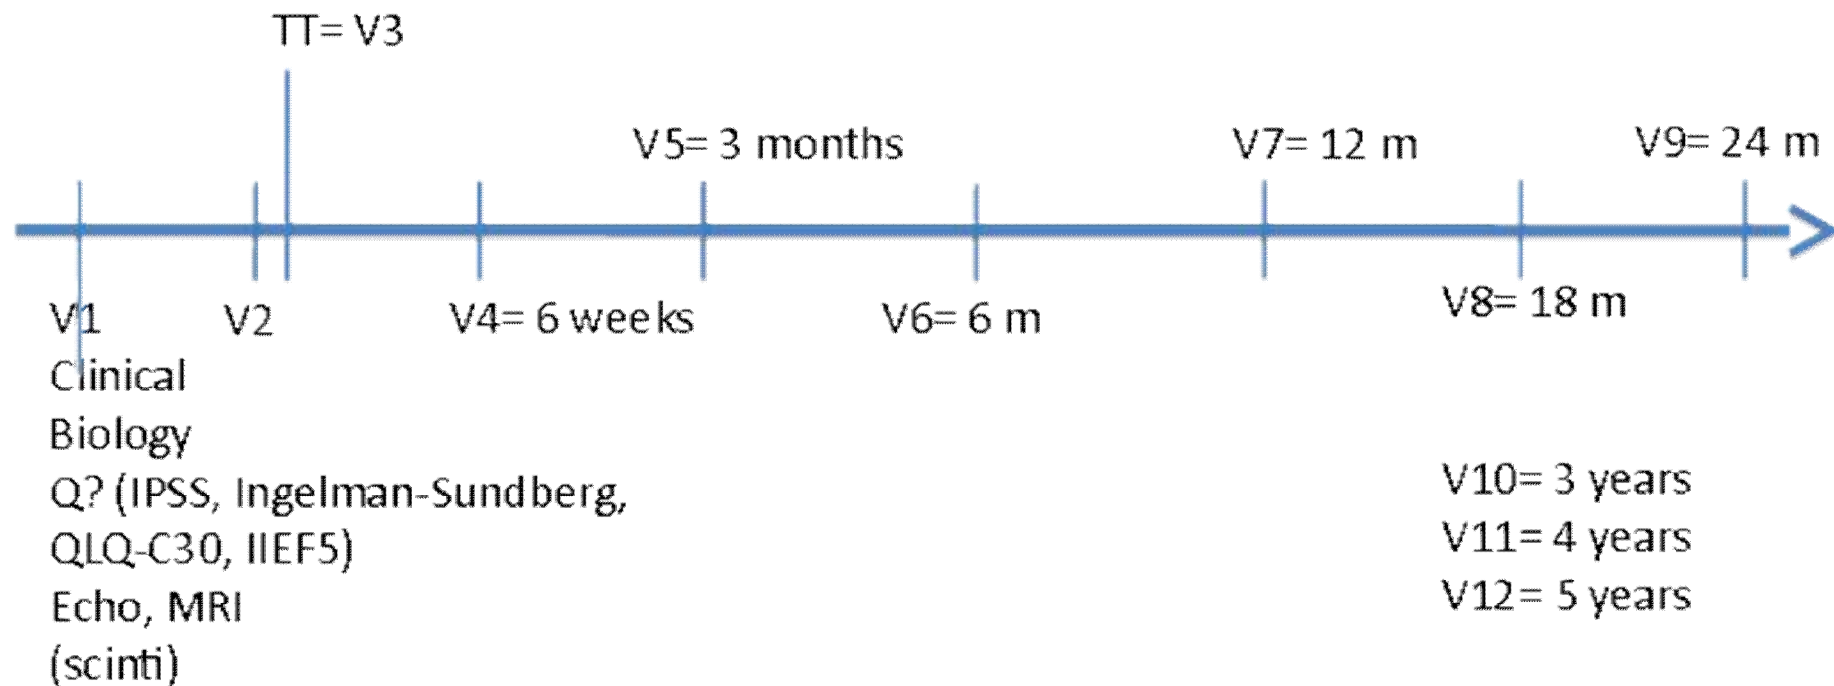 TT= V3
V5= 3 months
V7= 12 m
V9= 24 m
V1
V2
V4= 6 weeks
V6= 6 m
V8= 18 m
Clinical
Biology
Q? (IPSS, Ingelman-Sundberg,
QLQ-C30, IIEF5)
Echo, MRI
(scinti)
V10= 3 years
V11= 4 years
V12= 5 years